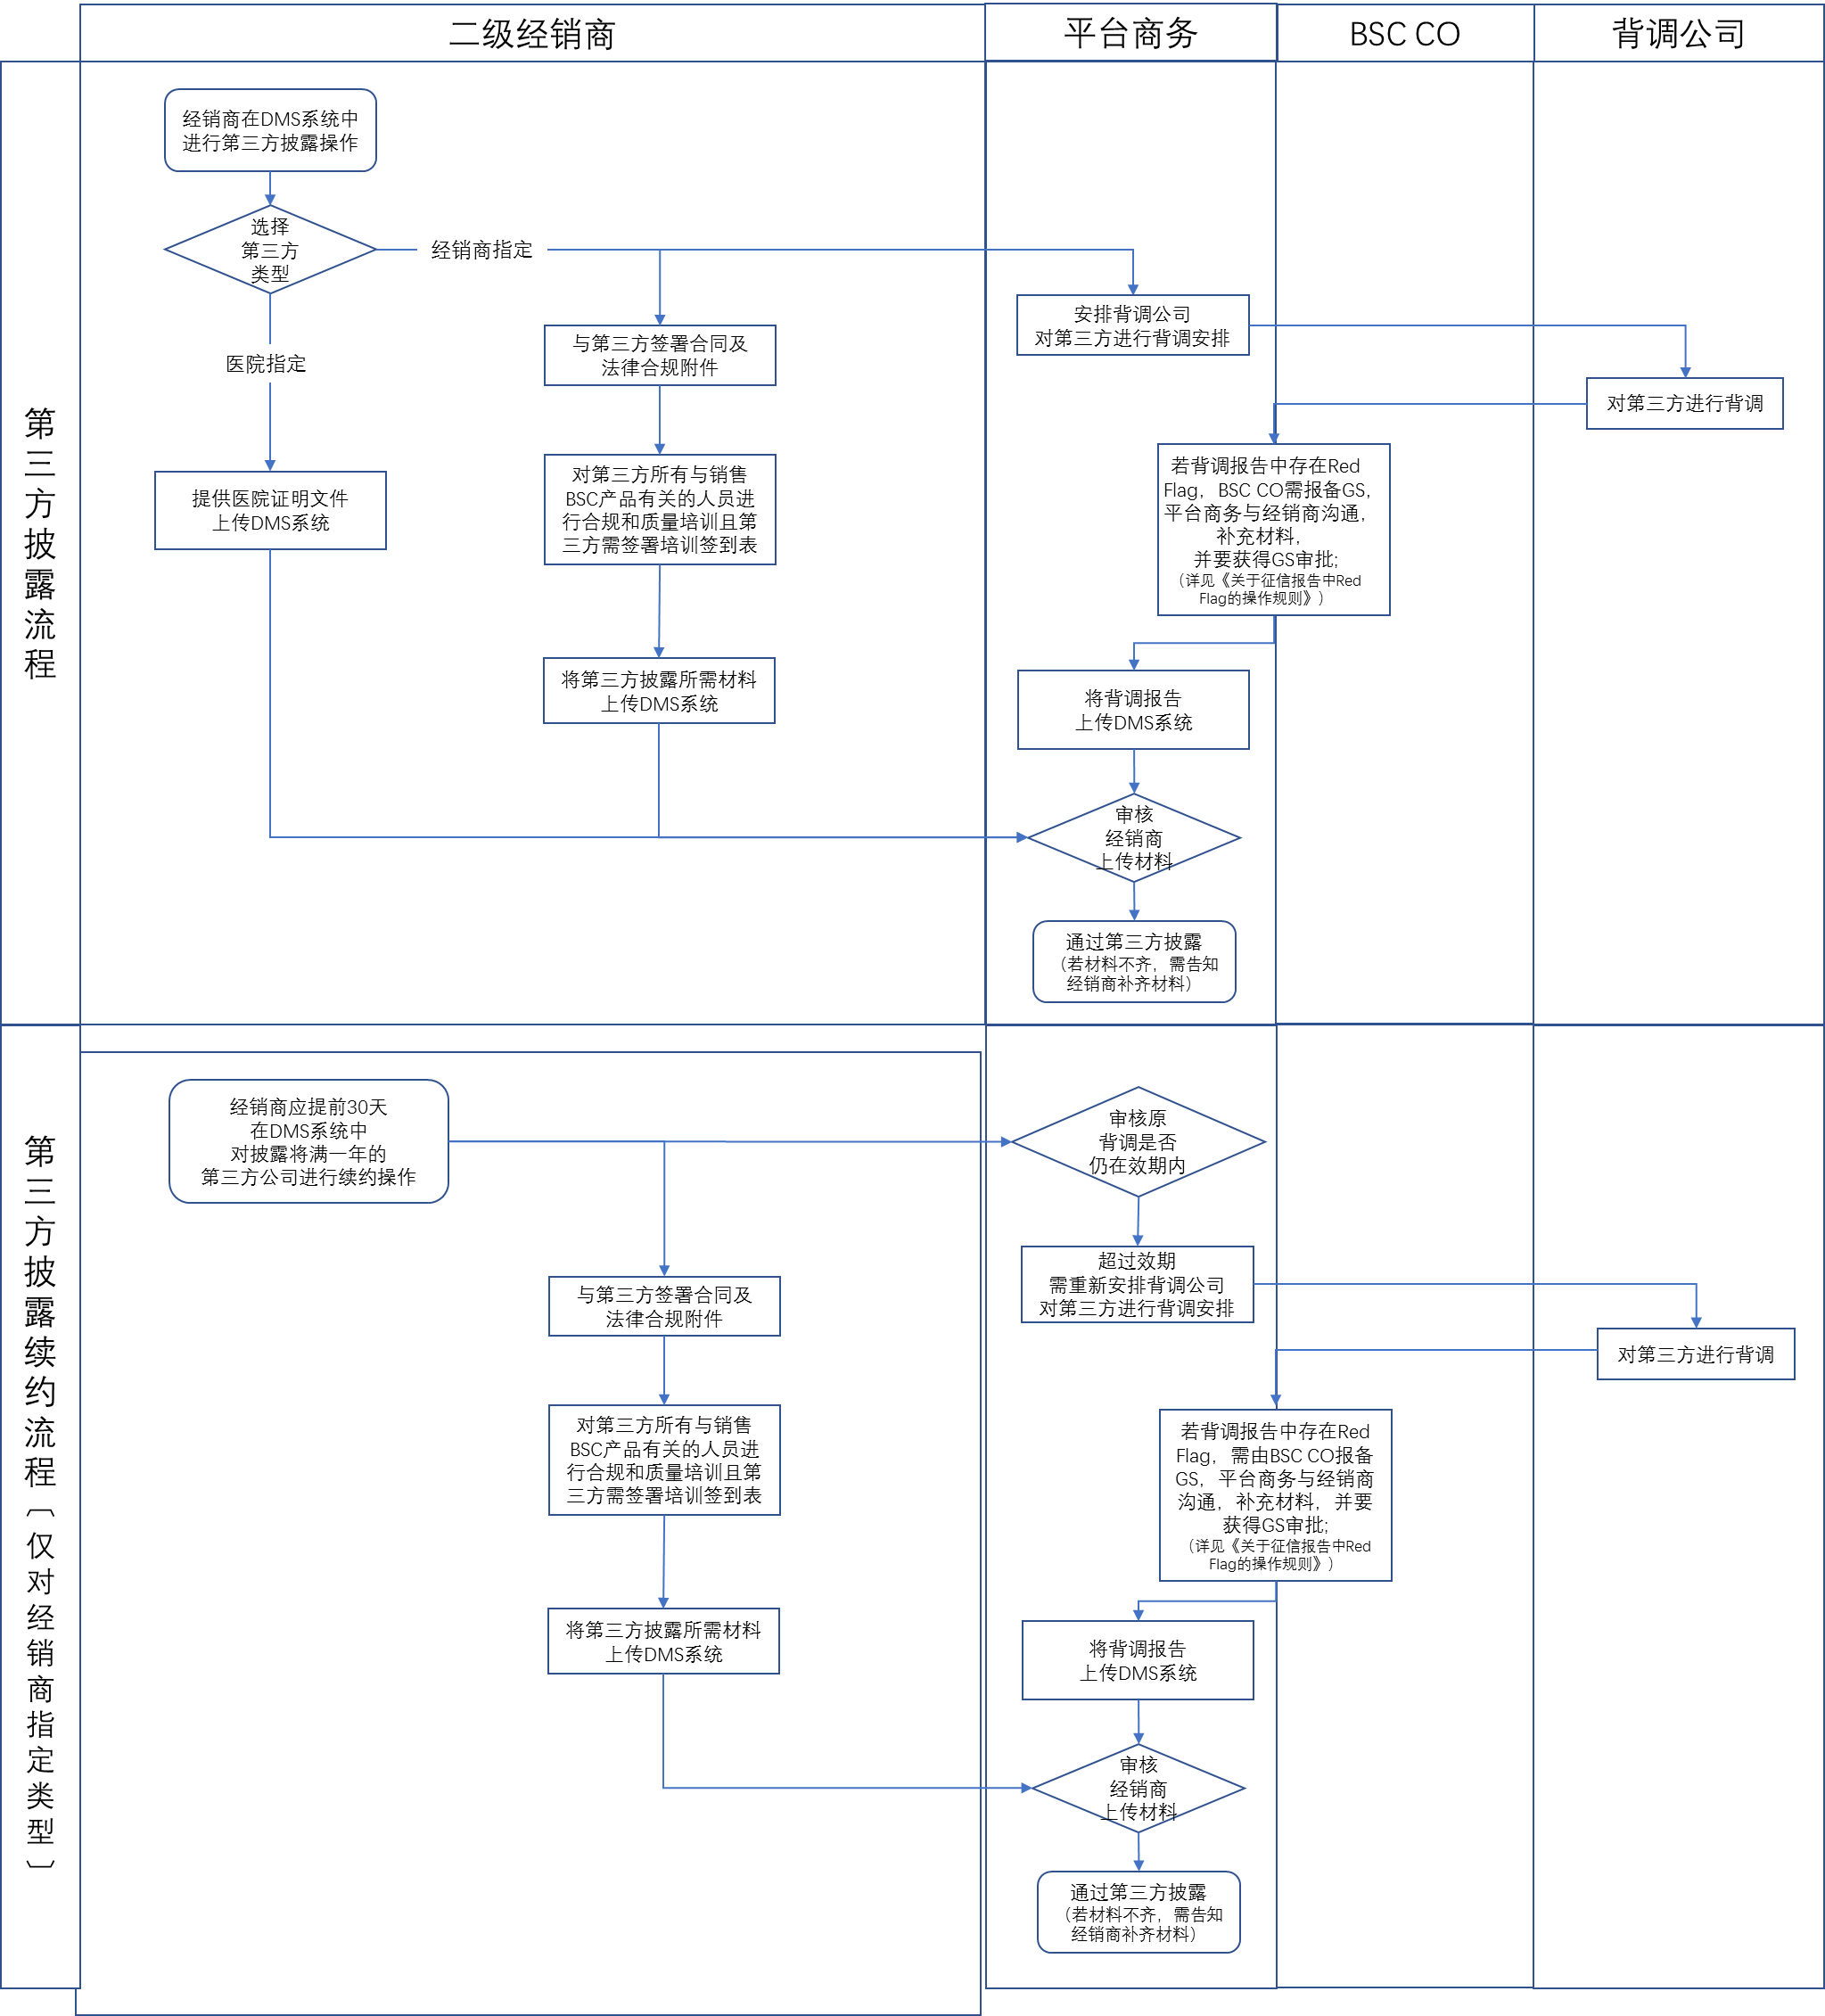 二级经销商
平台商务
BSC CO
背调公司
第三方披露流程
经销商在DMS系统中
进行第三方披露操作
选择
第三方
类型
经销商指定
医院指定
提供医院证明文件
上传DMS系统
与第三方签署合同及
法律合规附件
对第三方所有与销售
BSC产品有关的人员进
行合规和质量培训且第
三方需签署培训签到表
将第三方披露所需材料
上传DMS系统
安排背调公司
对第三方进行背调安排
对第三方进行背调
若背调报告中存在Red
Flag，BSC CO需报备GS，
平台商务与经销商沟通，
补充材料，
并要获得GS审批；
（详见《关于征信报告中Red
Flag的操作规则》）
将背调报告
上传DMS系统
审核
经销商
上传材料
通过第三方披露
（若材料不齐，需告知
经销商补齐材料）
第三方披露续约流程〔仅对经销商指定类型〕
经销商应提前30天
在DMS系统中
对披露将满一年的
第三方公司进行续约操作
与第三方签署合同及
法律合规附件
对第三方所有与销售
BSC产品有关的人员进
行合规和质量培训且第
三方需签署培训签到表
将第三方披露所需材料
上传DMS系统
审核原
背调是否
仍在效期内
超过效期
需重新安排背调公司
对第三方进行背调安排
对第三方进行背调
若背调报告中存在Red
Flag，需由BSC CO报备
GS，平台商务与经销商
沟通，补充材料，并要
获得GS审批；
（详见《关于征信报告中Red
Flag的操作规则》）
将背调报告
上传DMS系统
审核
经销商
上传材料
通过第三方披露
（若材料不齐，需告知
经销商补齐材料）